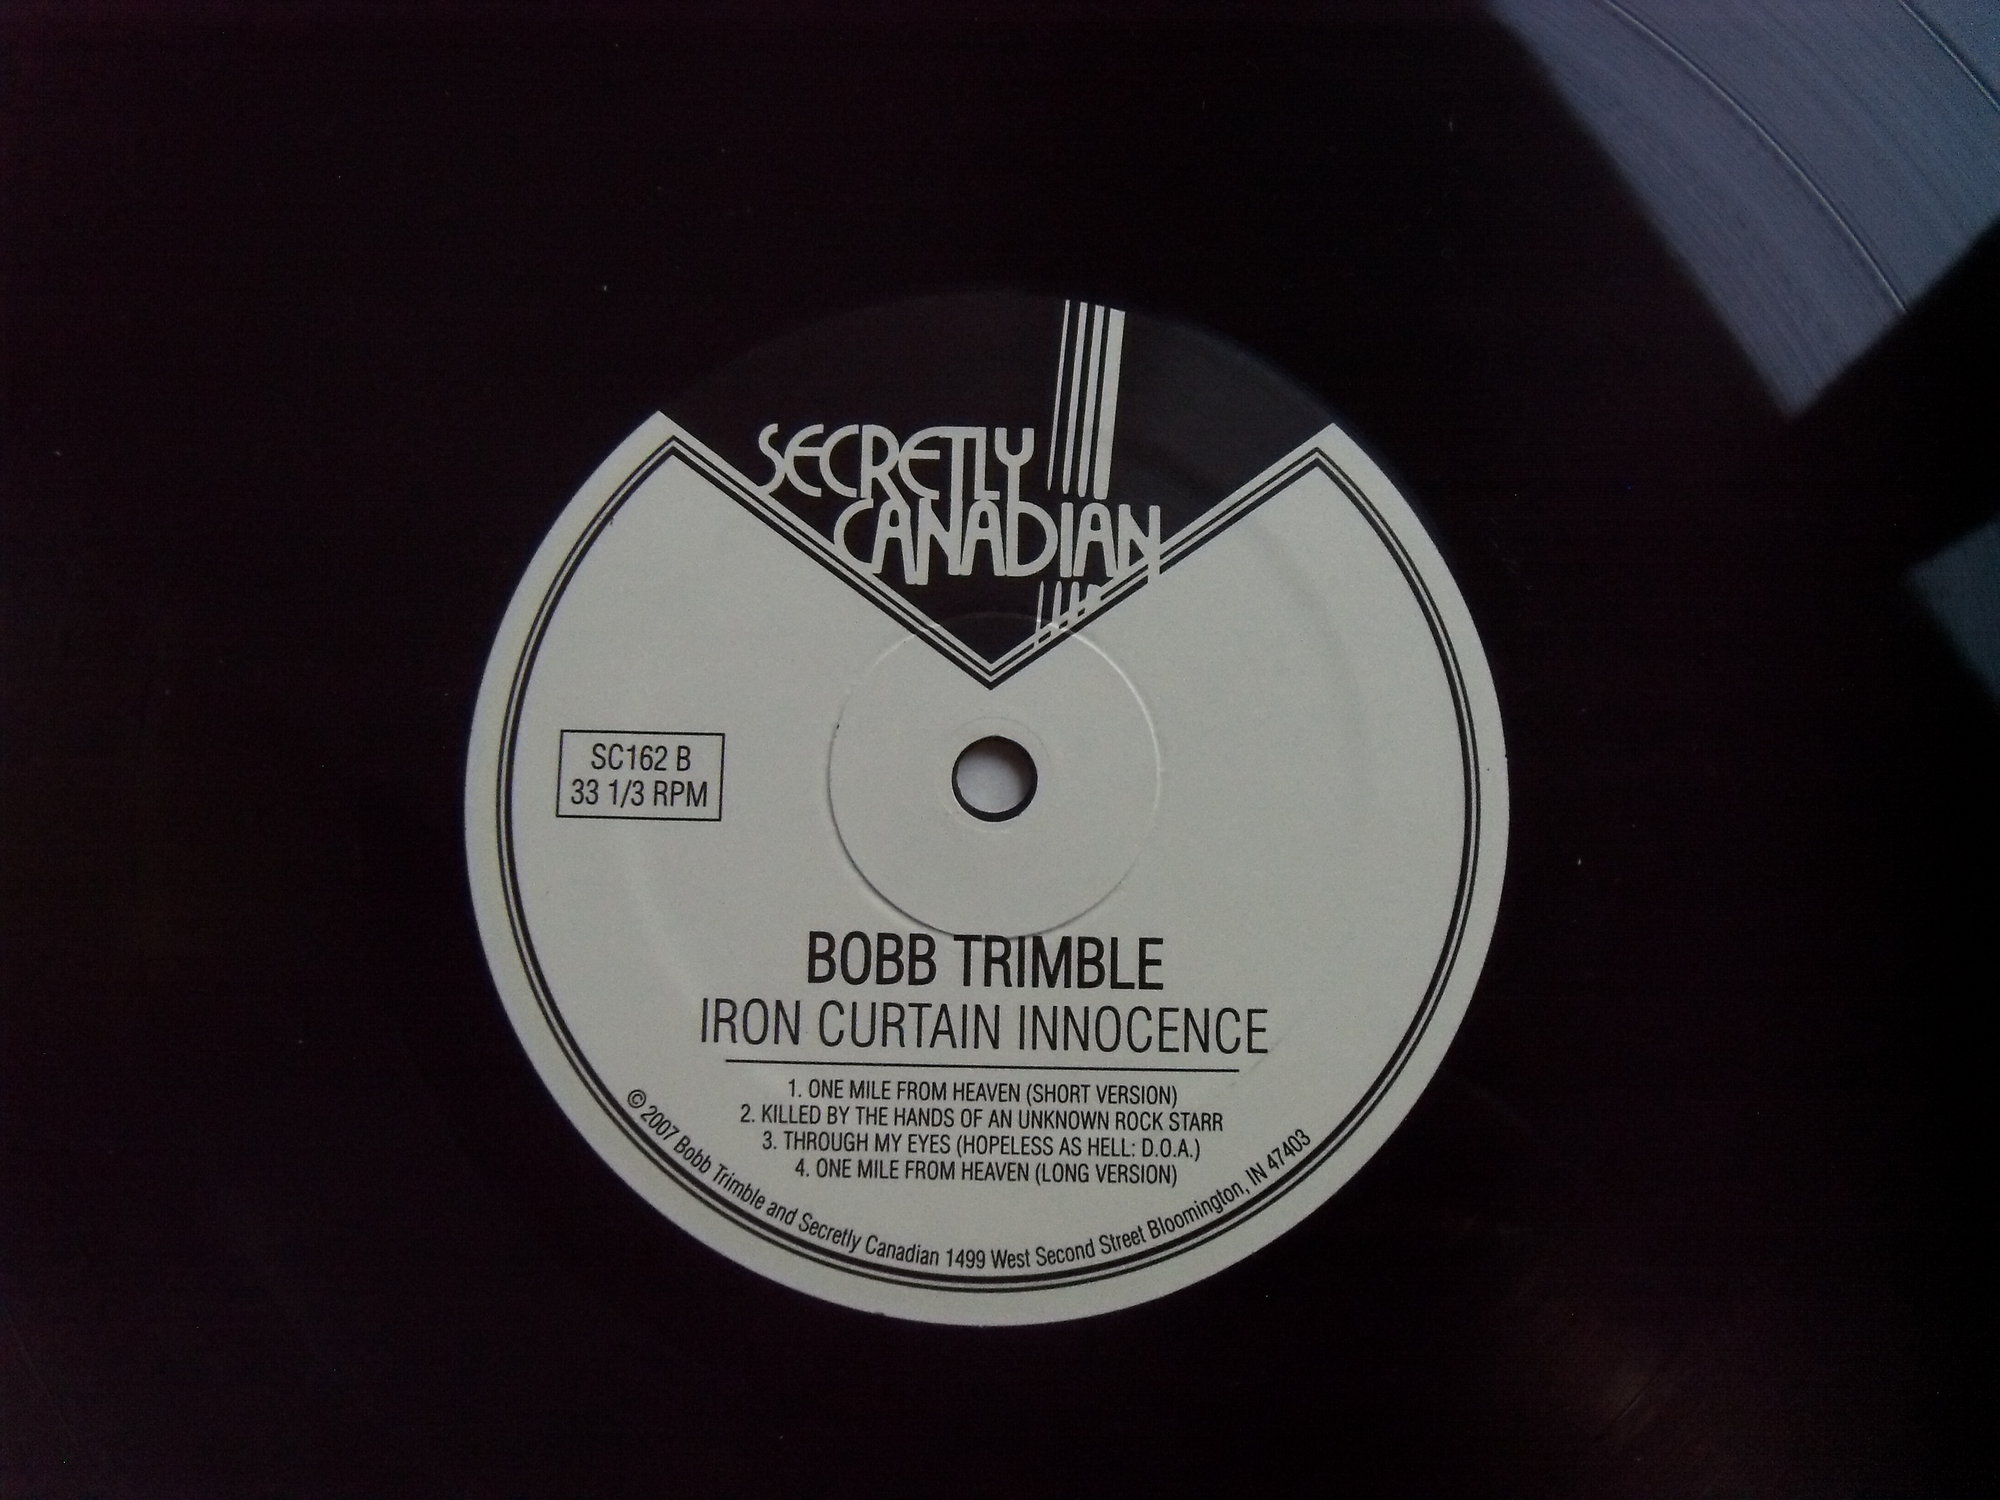 SECRETLY
CANADIAN
SC162 B
33 1/3 RPM
BOBB TRIMBLE
IRON CURTAIN INNOCENCE
1. ONE MILE FROM HEAVEN (SHORT VERSION)
2. KILLED BY THE HANDS OF AN UNKNOWN ROCK STARR
3. THROUGH MY EYES (HOPELESS AS HELL: D.O.A.)
4. ONE MILE FROM HEAVEN (LONG VERSION)
© 2007 Bobb Trimble and Secretly Canadian 1499 West Second Street Bloomington, IN 47403